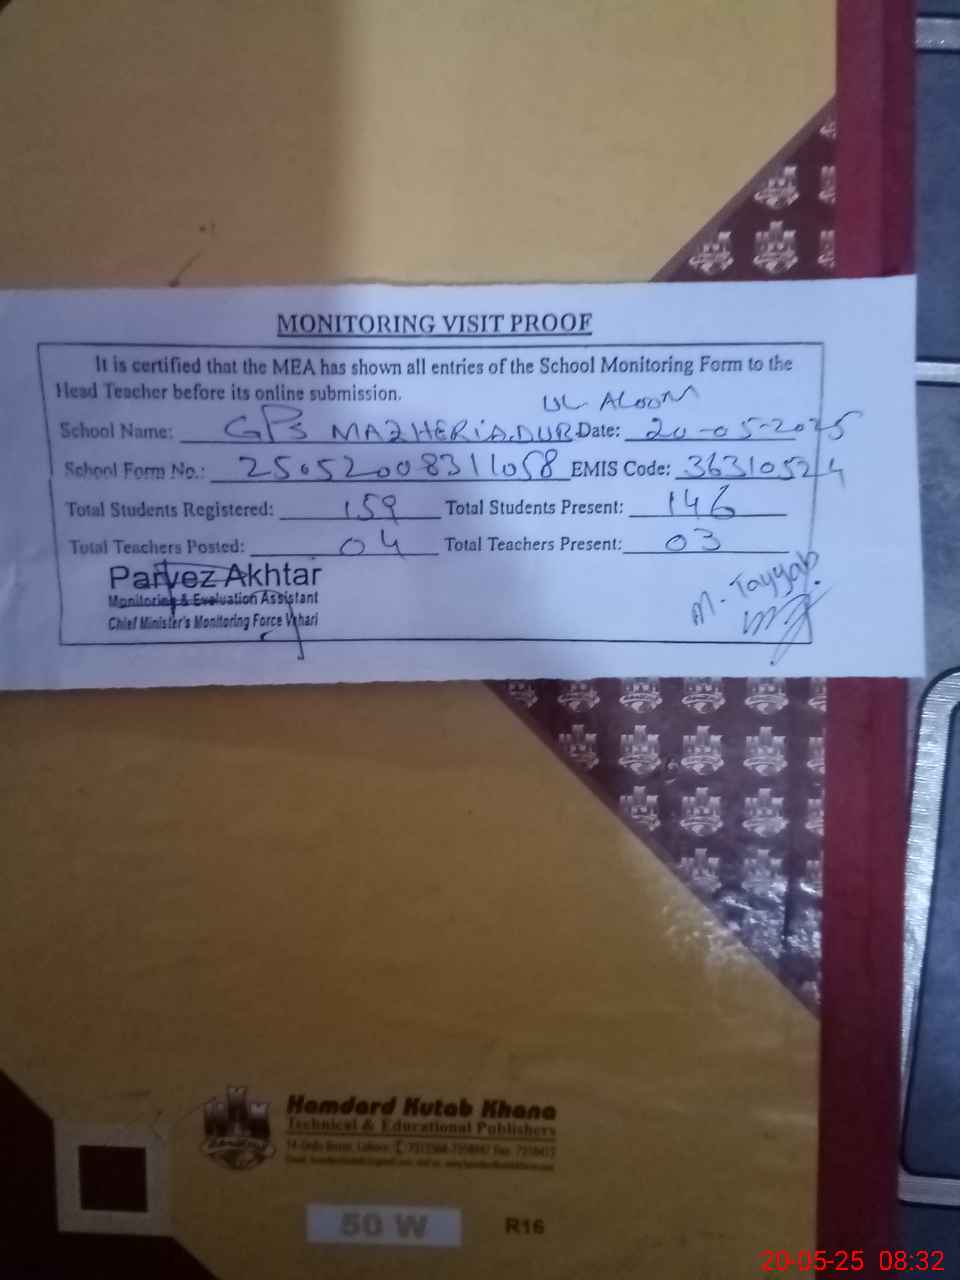 MONITORING VISIT PROOF
It is certified that the MEA has shown all entries of the School Monitoring Form to the
Head Teacher before its online submission.
UL ALOOM
School Name: GPS MAZHERIA.DUR Date: 20-05-2025
School Form No.: 25052008311058 EMIS Code: 36310524
Total Students Registered: 159 Total Students Present: 146
Total Teachers Posted: 04 Total Teachers Present: 03
Parvez Akhtar
Monitoring & Evaluation Assistant
Chief Minister's Monitoring Force Vehari
M. Tayyab
Hamdard Kutab Khana
Technical & Educational Publishers
50 W
R16
20-05-25 08:32